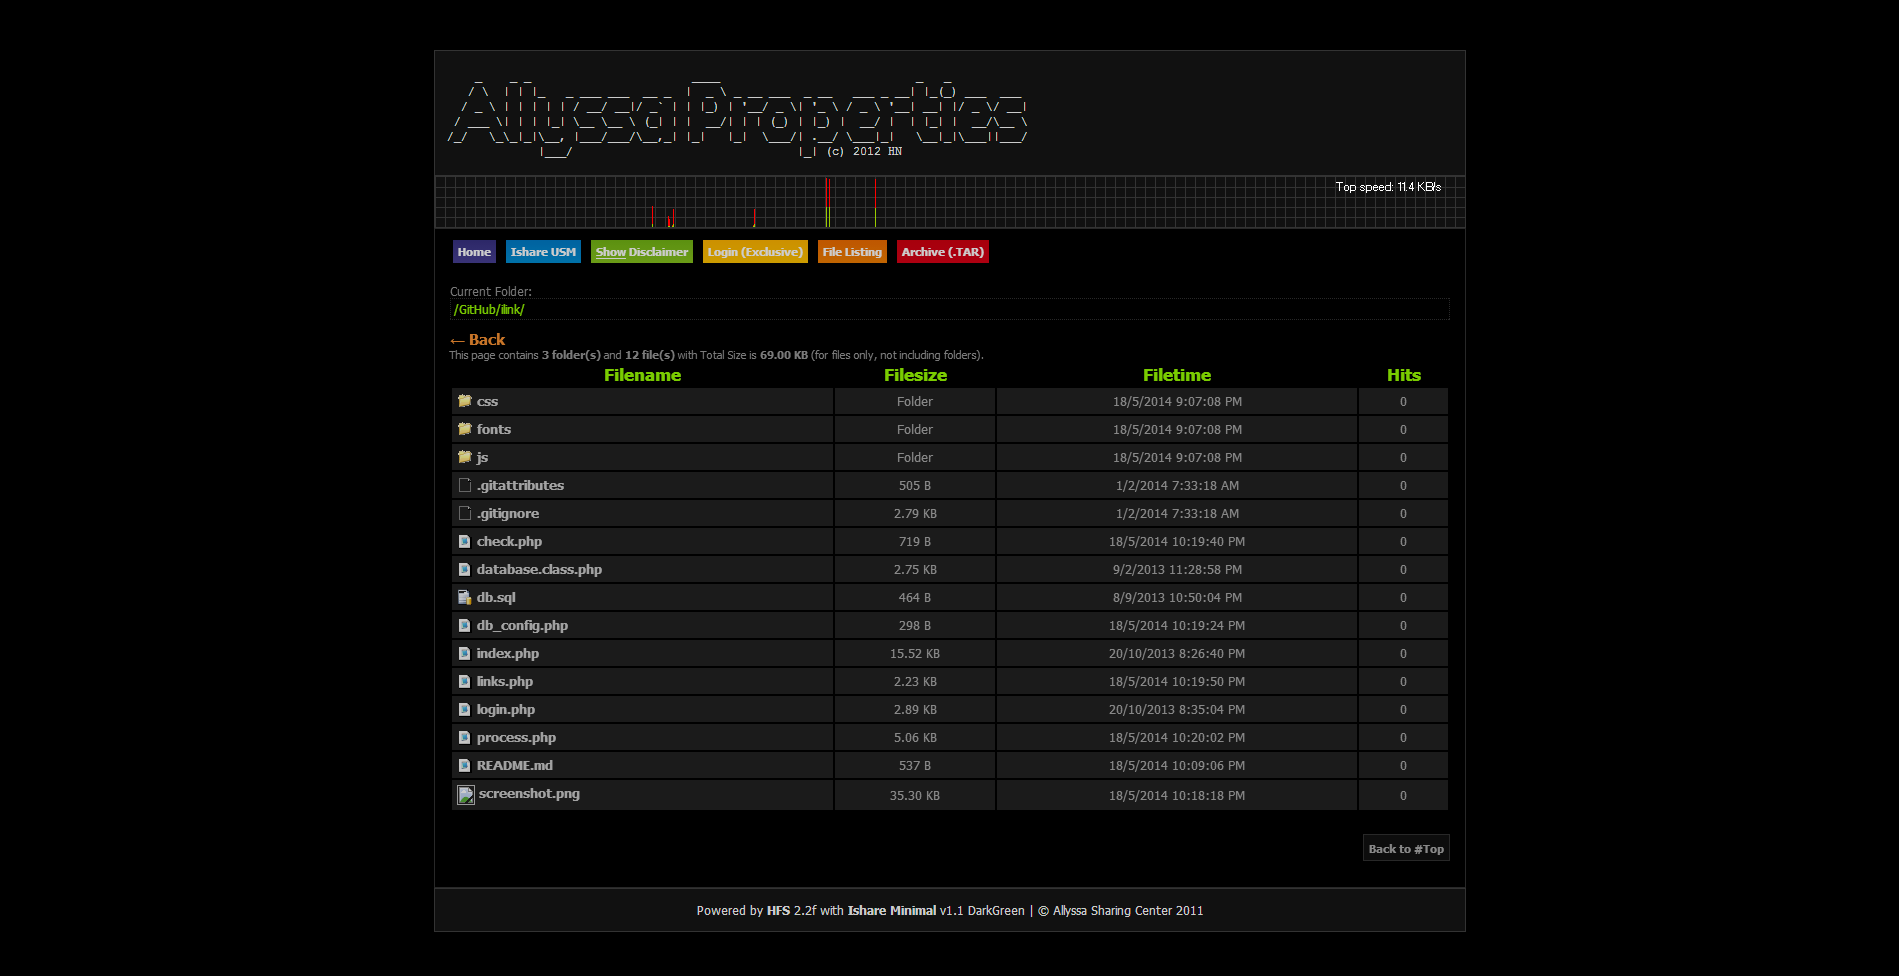 Allyssa Properties
(c) 2012 HN
Top speed: 11.4 KB/s
Home Ishare USM Show Disclaimer Login (Exclusive) File Listing Archive (.TAR)
Current Folder:
/GitHub/ilink/
← Back
This page contains 3 folder(s) and 12 file(s) with Total Size is 69.00 KB (for files only, not including folders).
Filename Filesize Filetime Hits
css Folder 18/5/2014 9:07:08 PM 0
fonts Folder 18/5/2014 9:07:08 PM 0
js Folder 18/5/2014 9:07:08 PM 0
.gitattributes 505 B 1/2/2014 7:33:18 AM 0
.gitignore 2.79 KB 1/2/2014 7:33:18 AM 0
check.php 719 B 18/5/2014 10:19:40 PM 0
database.class.php 2.75 KB 9/2/2013 11:28:58 PM 0
db.sql 464 B 8/9/2013 10:50:04 PM 0
db_config.php 298 B 18/5/2014 10:19:24 PM 0
index.php 15.52 KB 20/10/2013 8:26:40 PM 0
links.php 2.23 KB 18/5/2014 10:19:50 PM 0
login.php 2.89 KB 20/10/2013 8:35:04 PM 0
process.php 5.06 KB 18/5/2014 10:20:02 PM 0
README.md 537 B 18/5/2014 10:09:06 PM 0
screenshot.png 35.30 KB 18/5/2014 10:18:18 PM 0
Back to #Top
Powered by HFS 2.2f with Ishare Minimal v1.1 DarkGreen | © Allyssa Sharing Center 2011